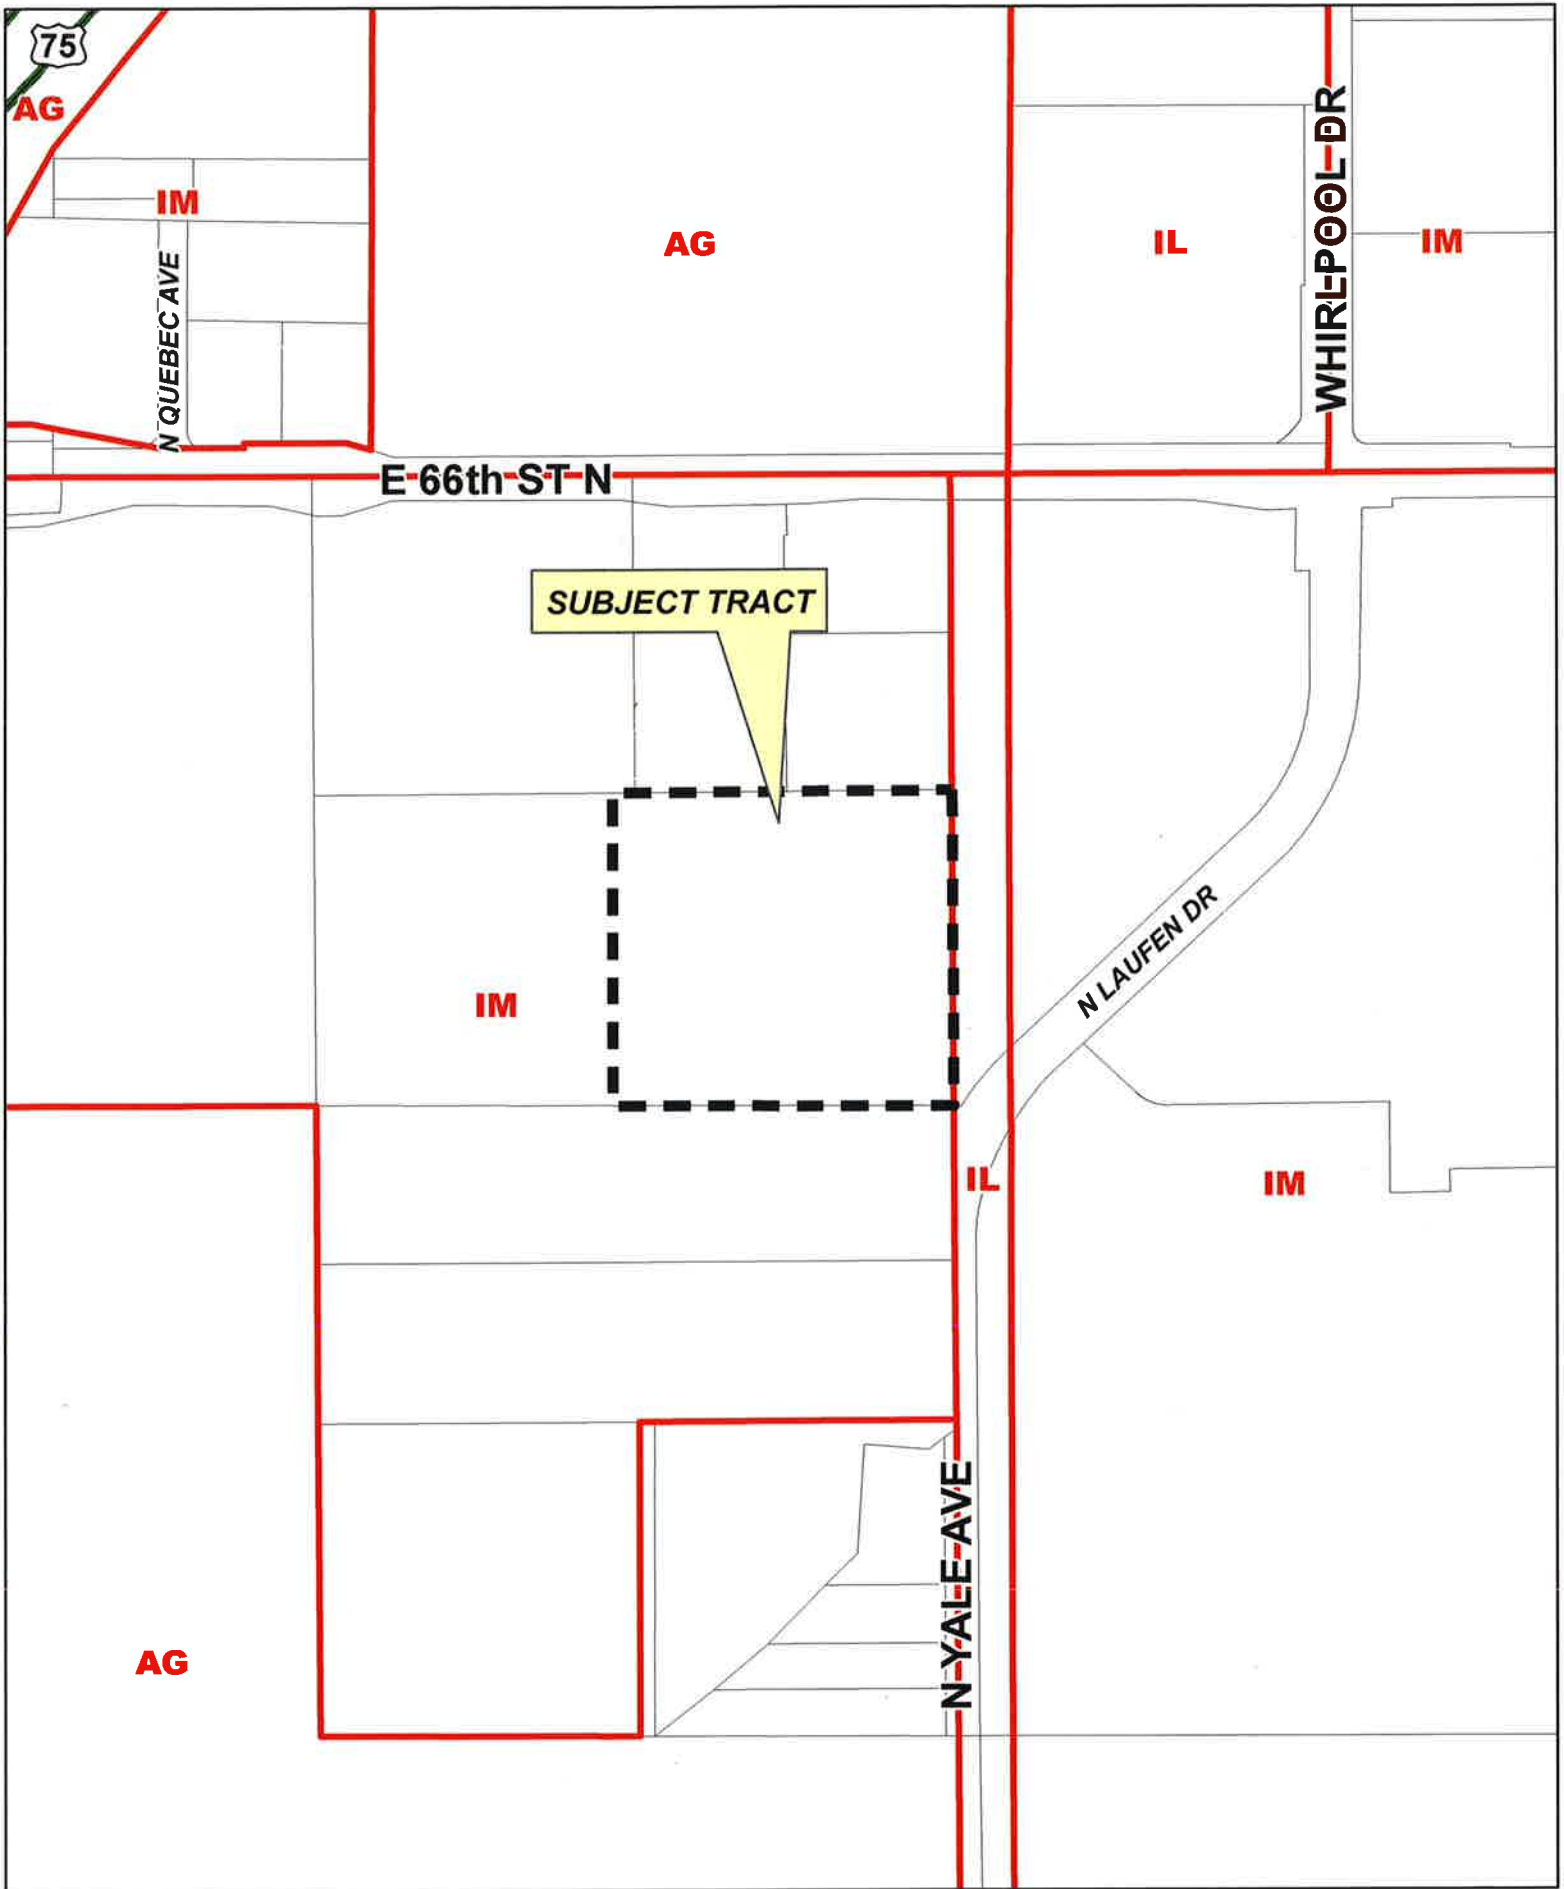 75
AG
IM
AG
IL
IM
WHIRLPOOL DR
N QUEBEC AVE
E 66th ST N
SUBJECT TRACT
N LAUFEN DR
IM
IL
IM
N YALE AVE
AG